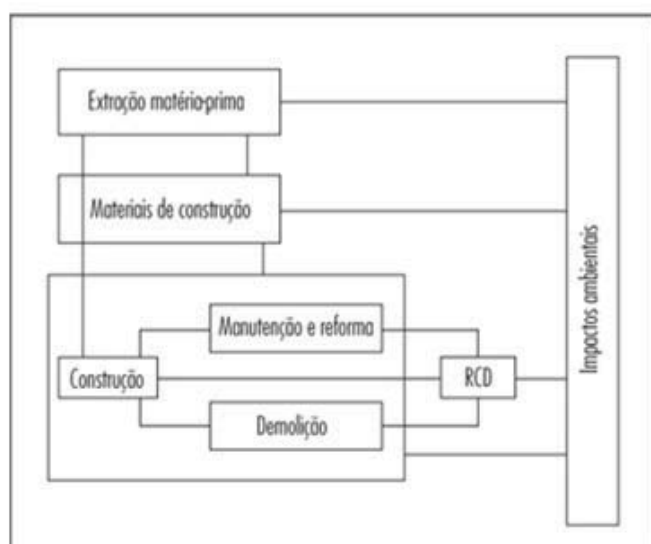 Extração matéria-prima
Materiais de construção
Manutenção e reforma
Construção
RCD
Demolição
Impactos ambientais